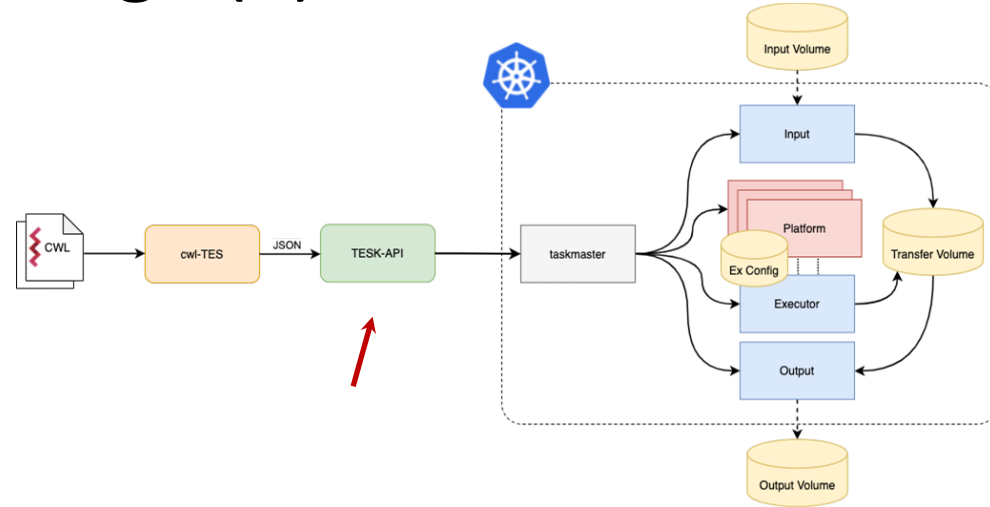 Input Volume
Input
CWL
cwl-TES
JSON
TESK-API
taskmaster
Platform
Ex Config
Transfer Volume
Executor
Output
Output Volume